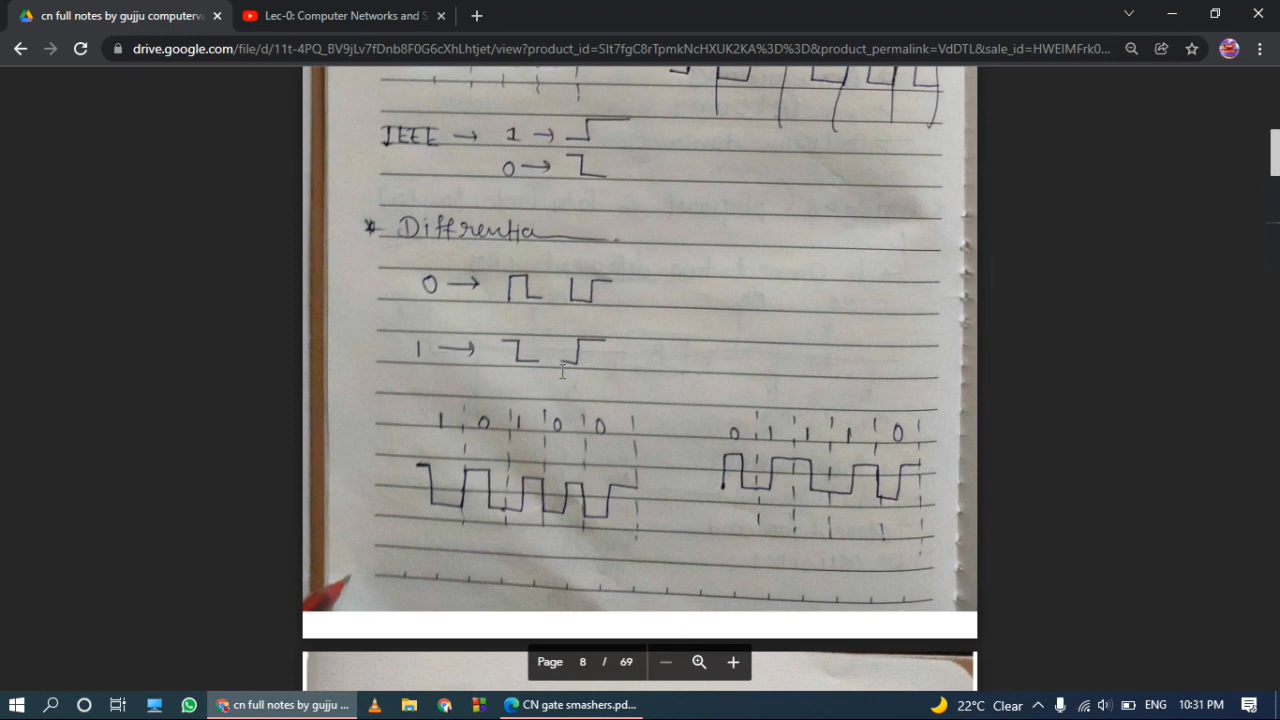 cn full notes by gujju computerv
Lec-0: Computer Networks and S
drive.google.com/file/d/11t-4PQ_BV9jLv7fDnb8F0G6cXhLhtjet/view?product_id=SIt7fgC8rTpmkNcHXUK2KA%3D%3D&product_permalink=VdDTL&sale_id=HWEIMFrk0...
IEEE → 1 →
0 →
* Diffrentia
0 →
1 →
1 0 1 0 0 0 1 1 1 0
Page 8 / 69
cn full notes by gujju ...
CN gate smashers.pd...
22°C Clear
ENG
10:31 PM